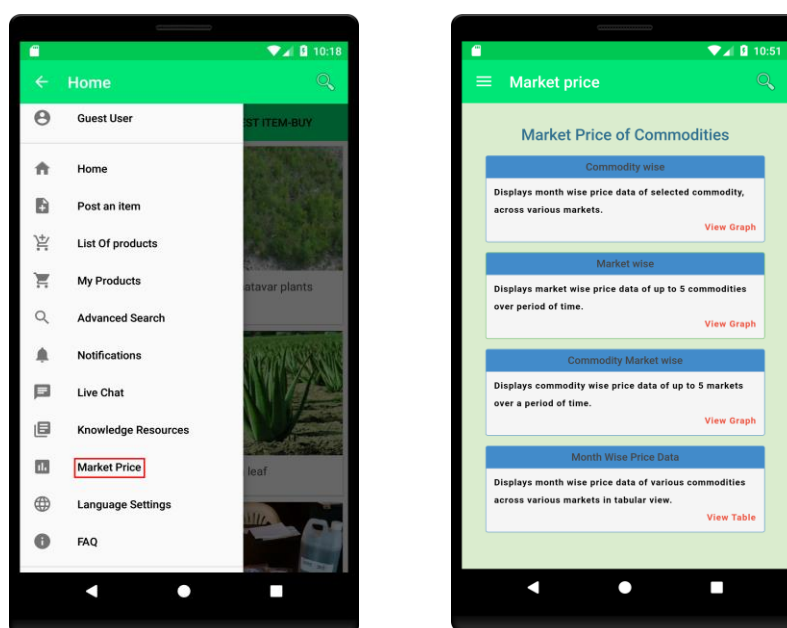 10:18
Home
Guest User
EST ITEM-BUY
Home
Post an item
List Of products
My Products
atavar plants
Advanced Search
Notifications
Live Chat
Knowledge Resources
Market Price
leaf
Language Settings
FAQ
10:51
Market price
Market Price of Commodities
Commodity wise
Displays month wise price data of selected commodity,
across various markets.
View Graph
Market wise
Displays market wise price data of up to 5 commodities
over period of time.
View Graph
Commodity Market wise
Displays commodity wise price data of up to 5 markets
over a period of time.
View Graph
Month Wise Price Data
Displays month wise price data of various commodities
across various markets in tabular view.
View Table